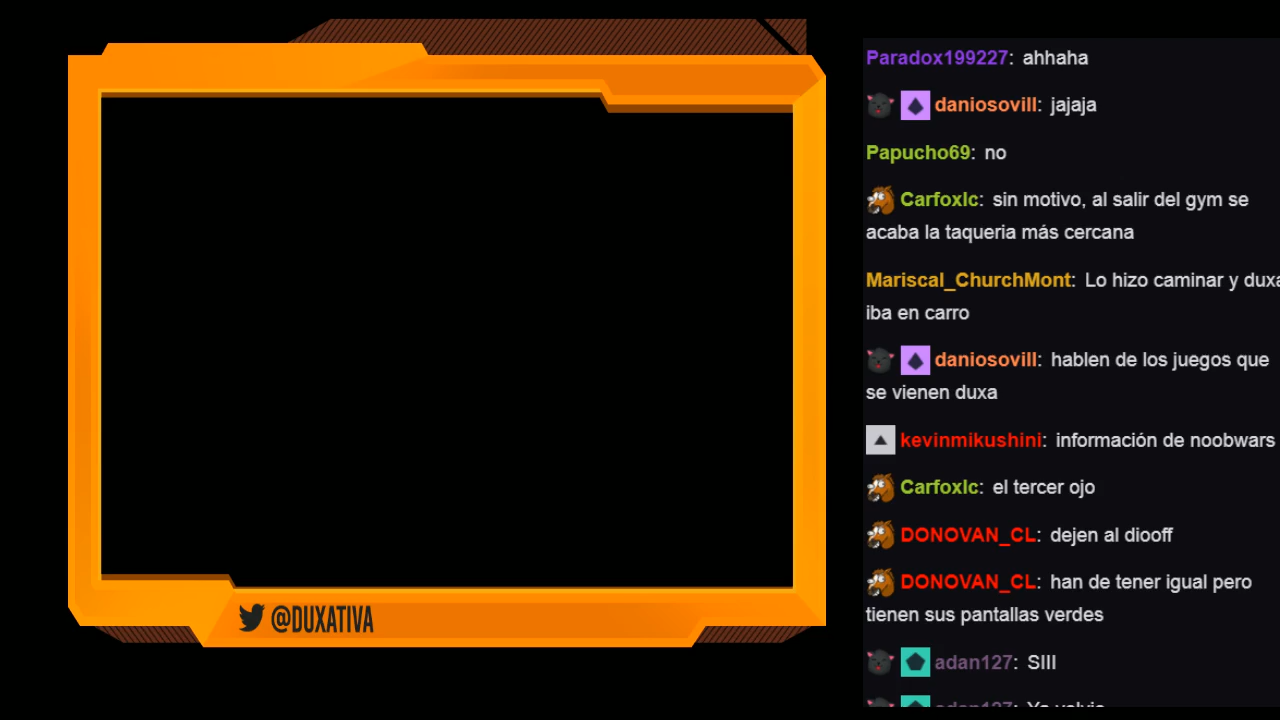 Paradox199227: ahhaha
daniosovill: jajaja
Papucho69: no
Carfoxlc: sin motivo, al salir del gym se
acaba la taqueria más cercana
Mariscal_ChurchMont: Lo hizo caminar y duxa
iba en carro
daniosovill: hablen de los juegos que
se vienen duxa
kevinmikushini: información de noobwars
Carfoxlc: el tercer ojo
DONOVAN_CL: dejen al diooff
DONOVAN_CL: han de tener igual pero
tienen sus pantallas verdes
adan127: SIII
adan127: Ya volvio
@DUXATIVA